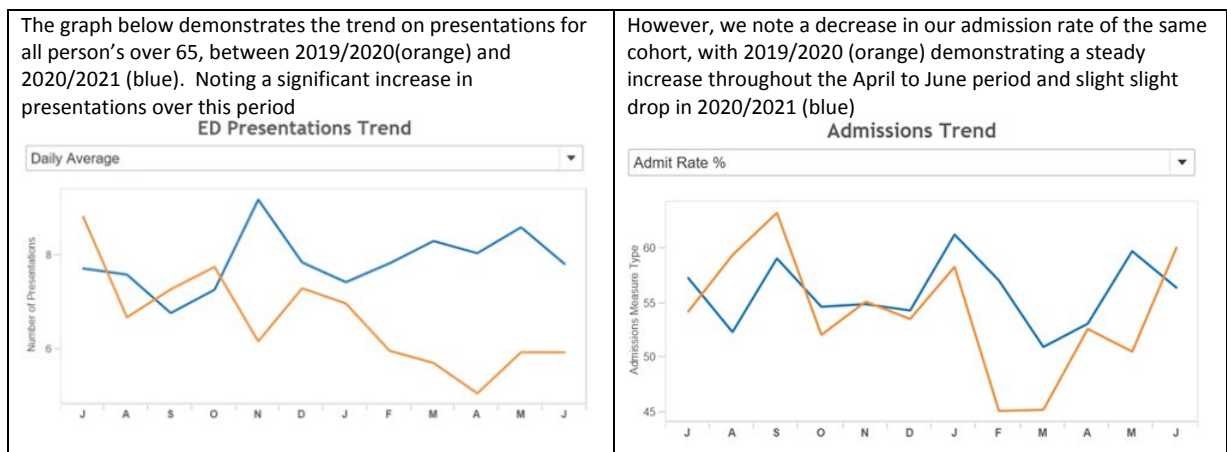 The graph below demonstrates the trend on presentations for
all person's over 65, between 2019/2020(orange) and
2020/2021 (blue).  Noting a significant increase in
presentations over this period
ED Presentations Trend
Daily Average
Number of Presentations
8
6
J A S O N D J F M A M J
However, we note a decrease in our admission rate of the same
cohort, with 2019/2020 (orange) demonstrating a steady
increase throughout the April to June period and slight slight
drop in 2020/2021 (blue)
Admissions Trend
Admit Rate %
Admissions Measure Type
60
55
50
45
J A S O N D J F M A M J